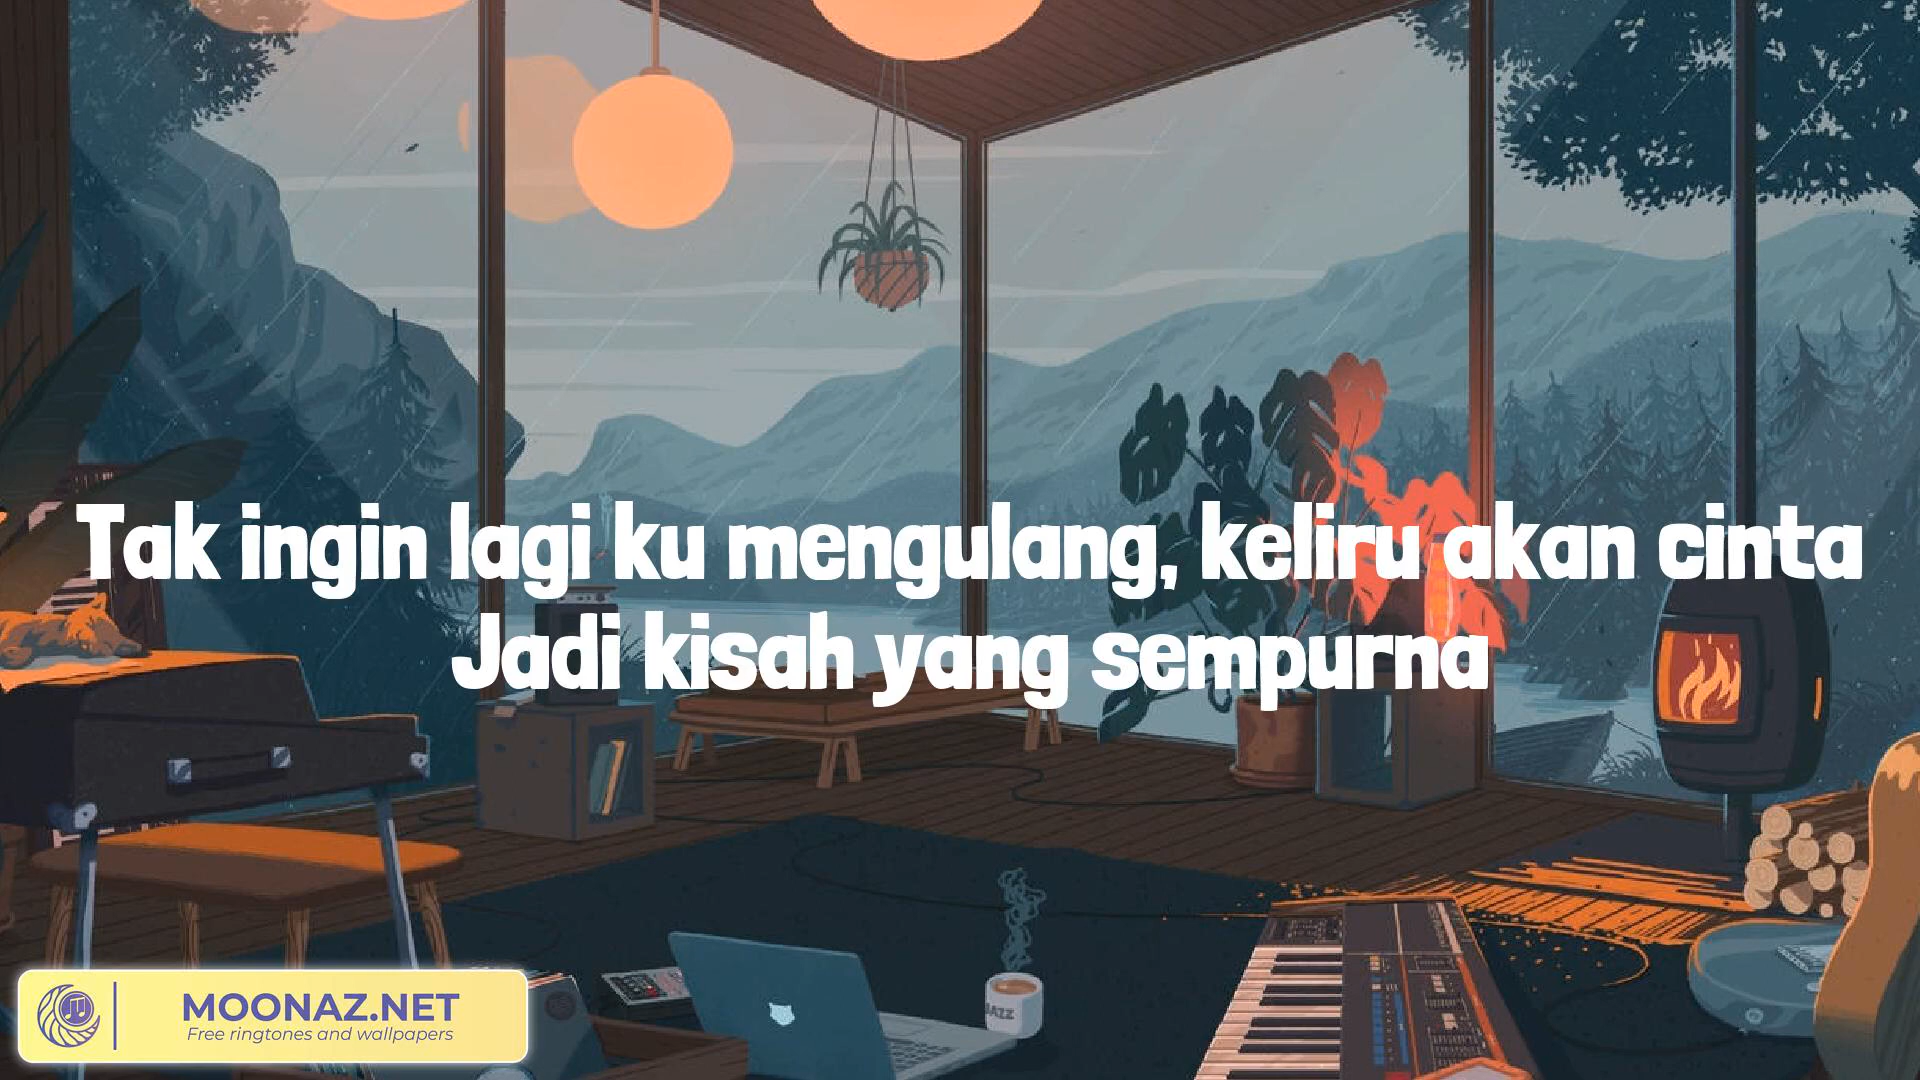 Tak ingin lagi ku mengulang, keliru akan cinta
Jadi kisah yang sempurna
JAZZ
MOONAZ.NET
Free ringtones and wallpapers